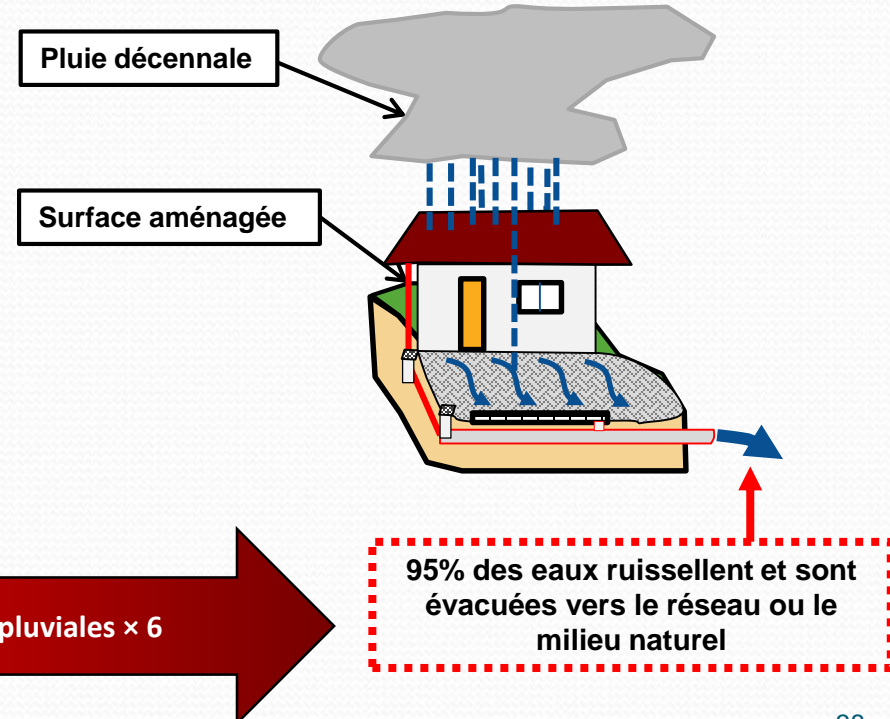 Pluie décennale
Surface aménagée
95% des eaux ruissellent et sont
évacuées vers le réseau ou le
milieu naturel
pluviales × 6